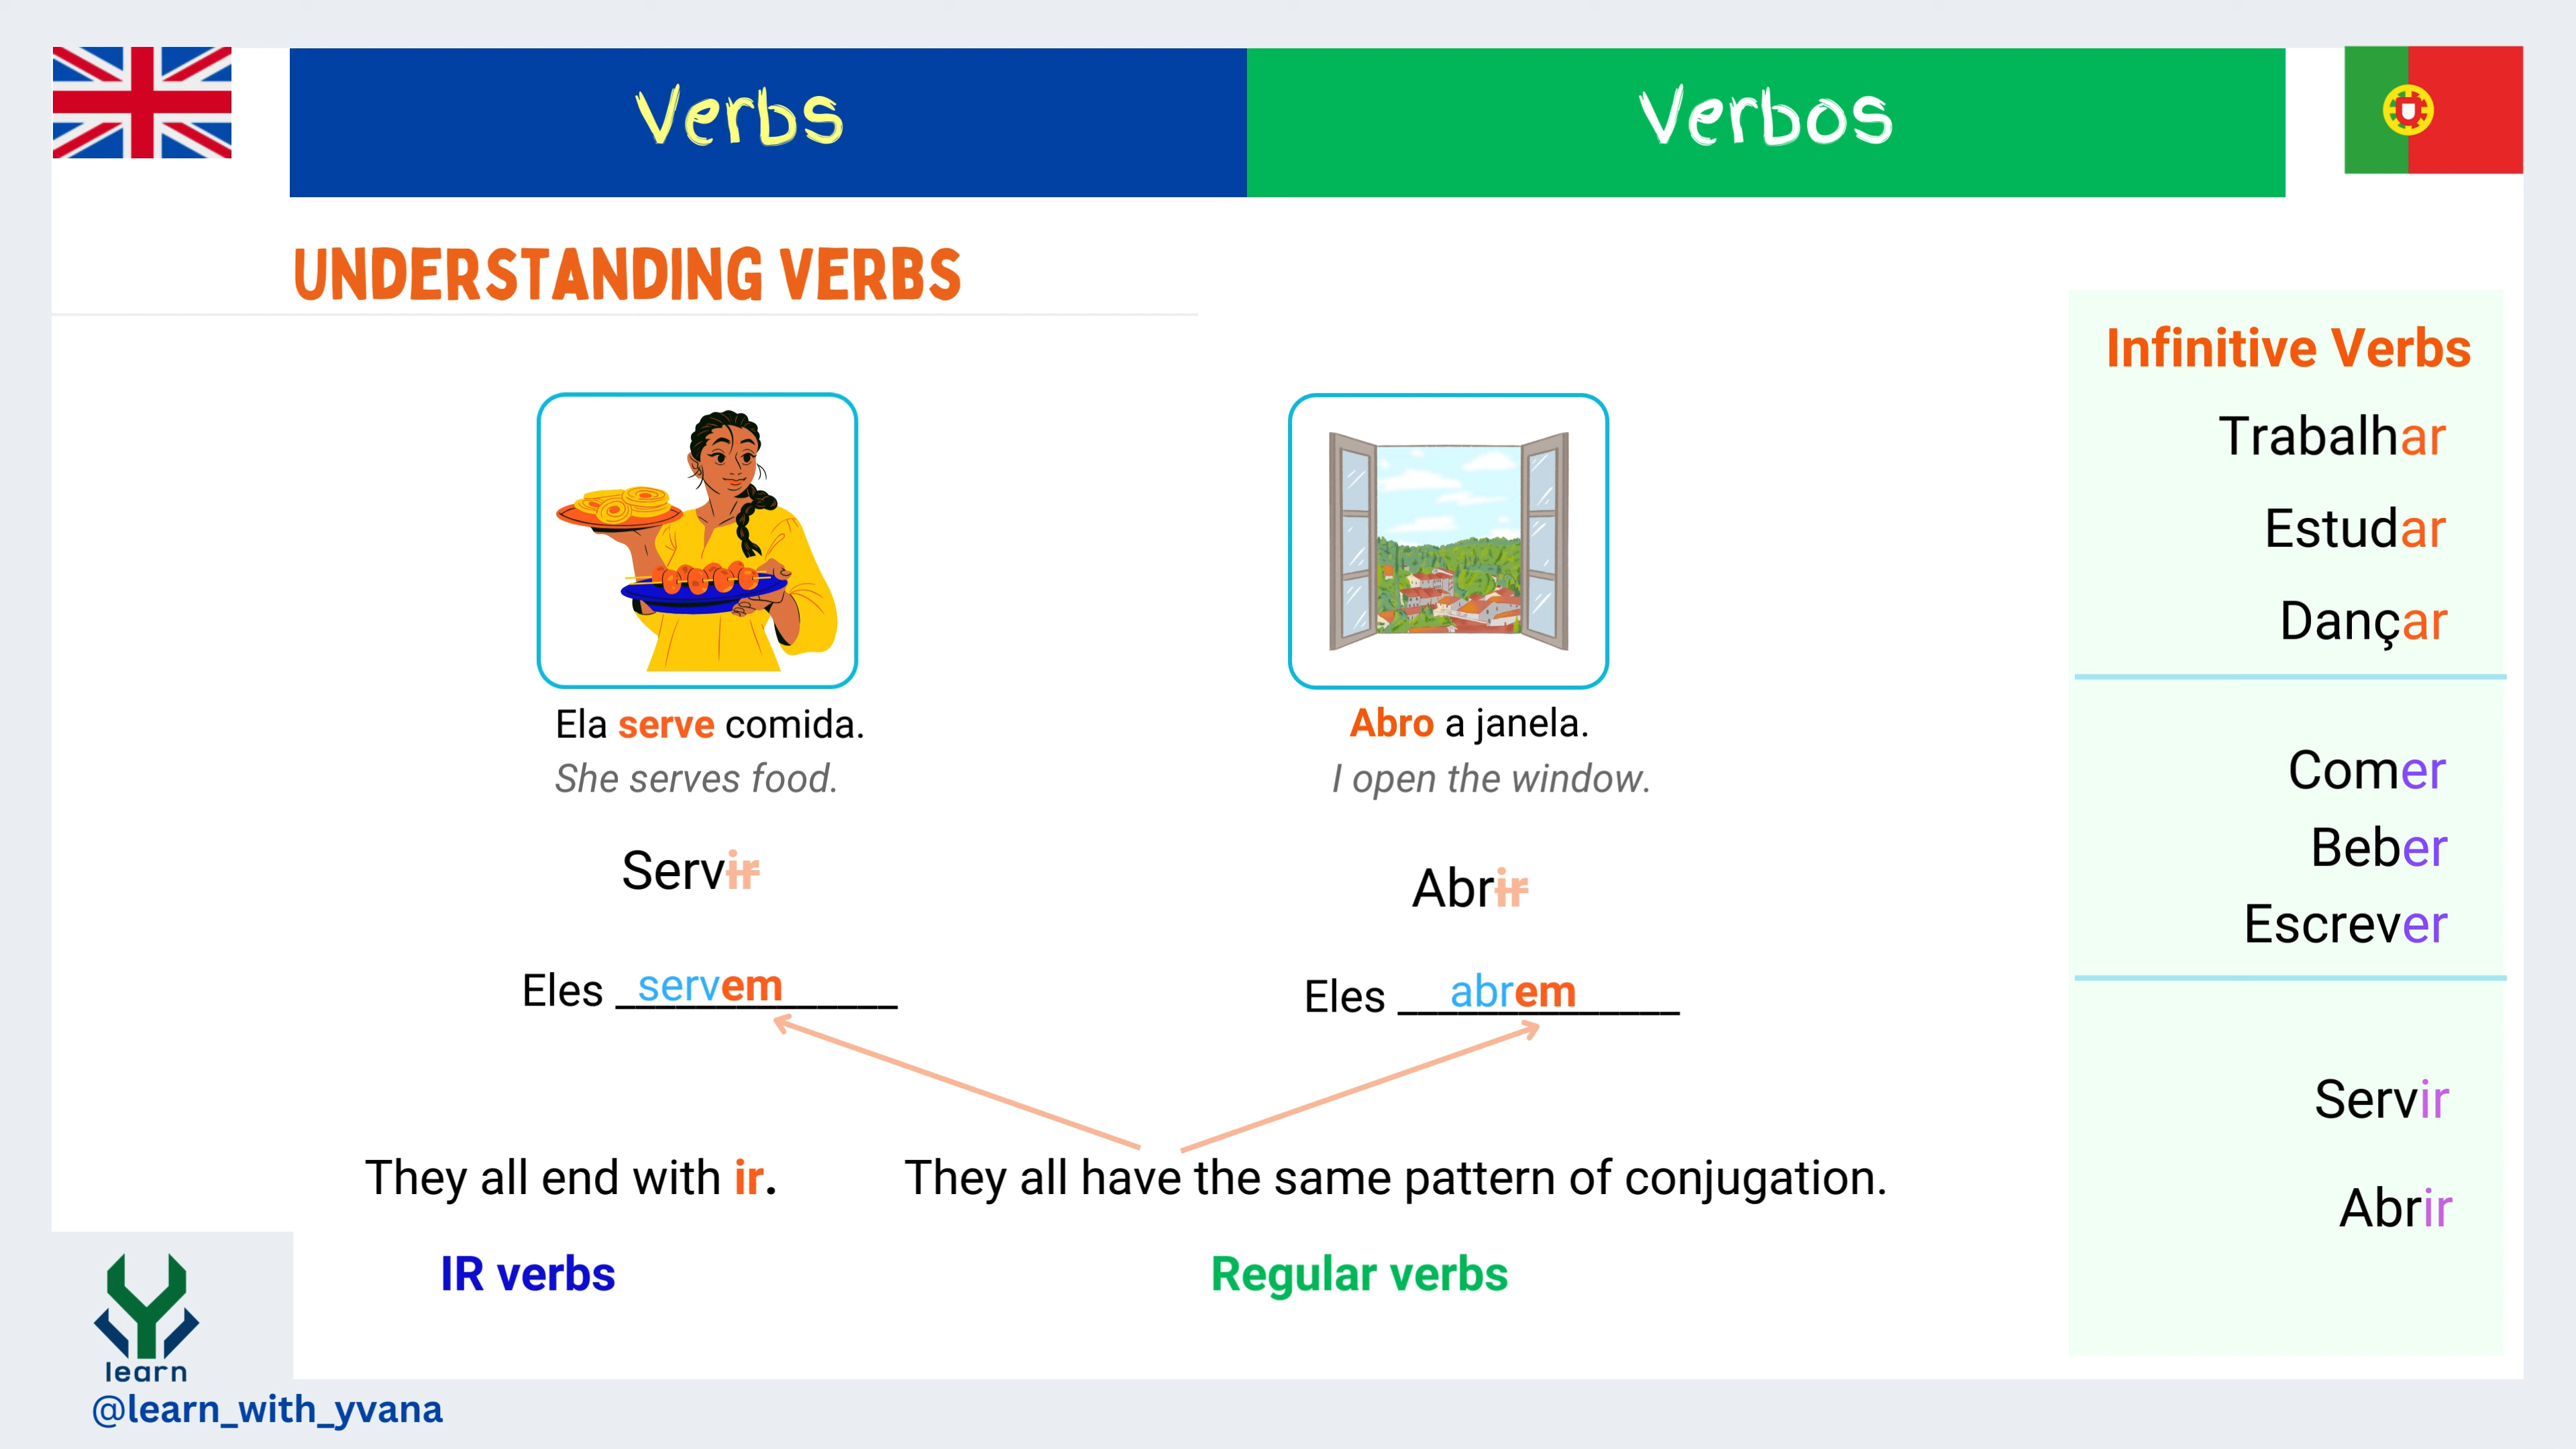 Verbs
Verbos
UNDERSTANDING VERBS
Ela serve comida.
She serves food.
Servir
Eles ______________ servem
Abro a janela.
I open the window.
Abrir
Eles ______________ abrem
They all end with ir.
They all have the same pattern of conjugation.
IR verbs
Regular verbs
Infinitive Verbs
Trabalhar
Estudar
Dançar
Comer
Beber
Escrever
Servir
Abrir
learn
@learn_with_yvana